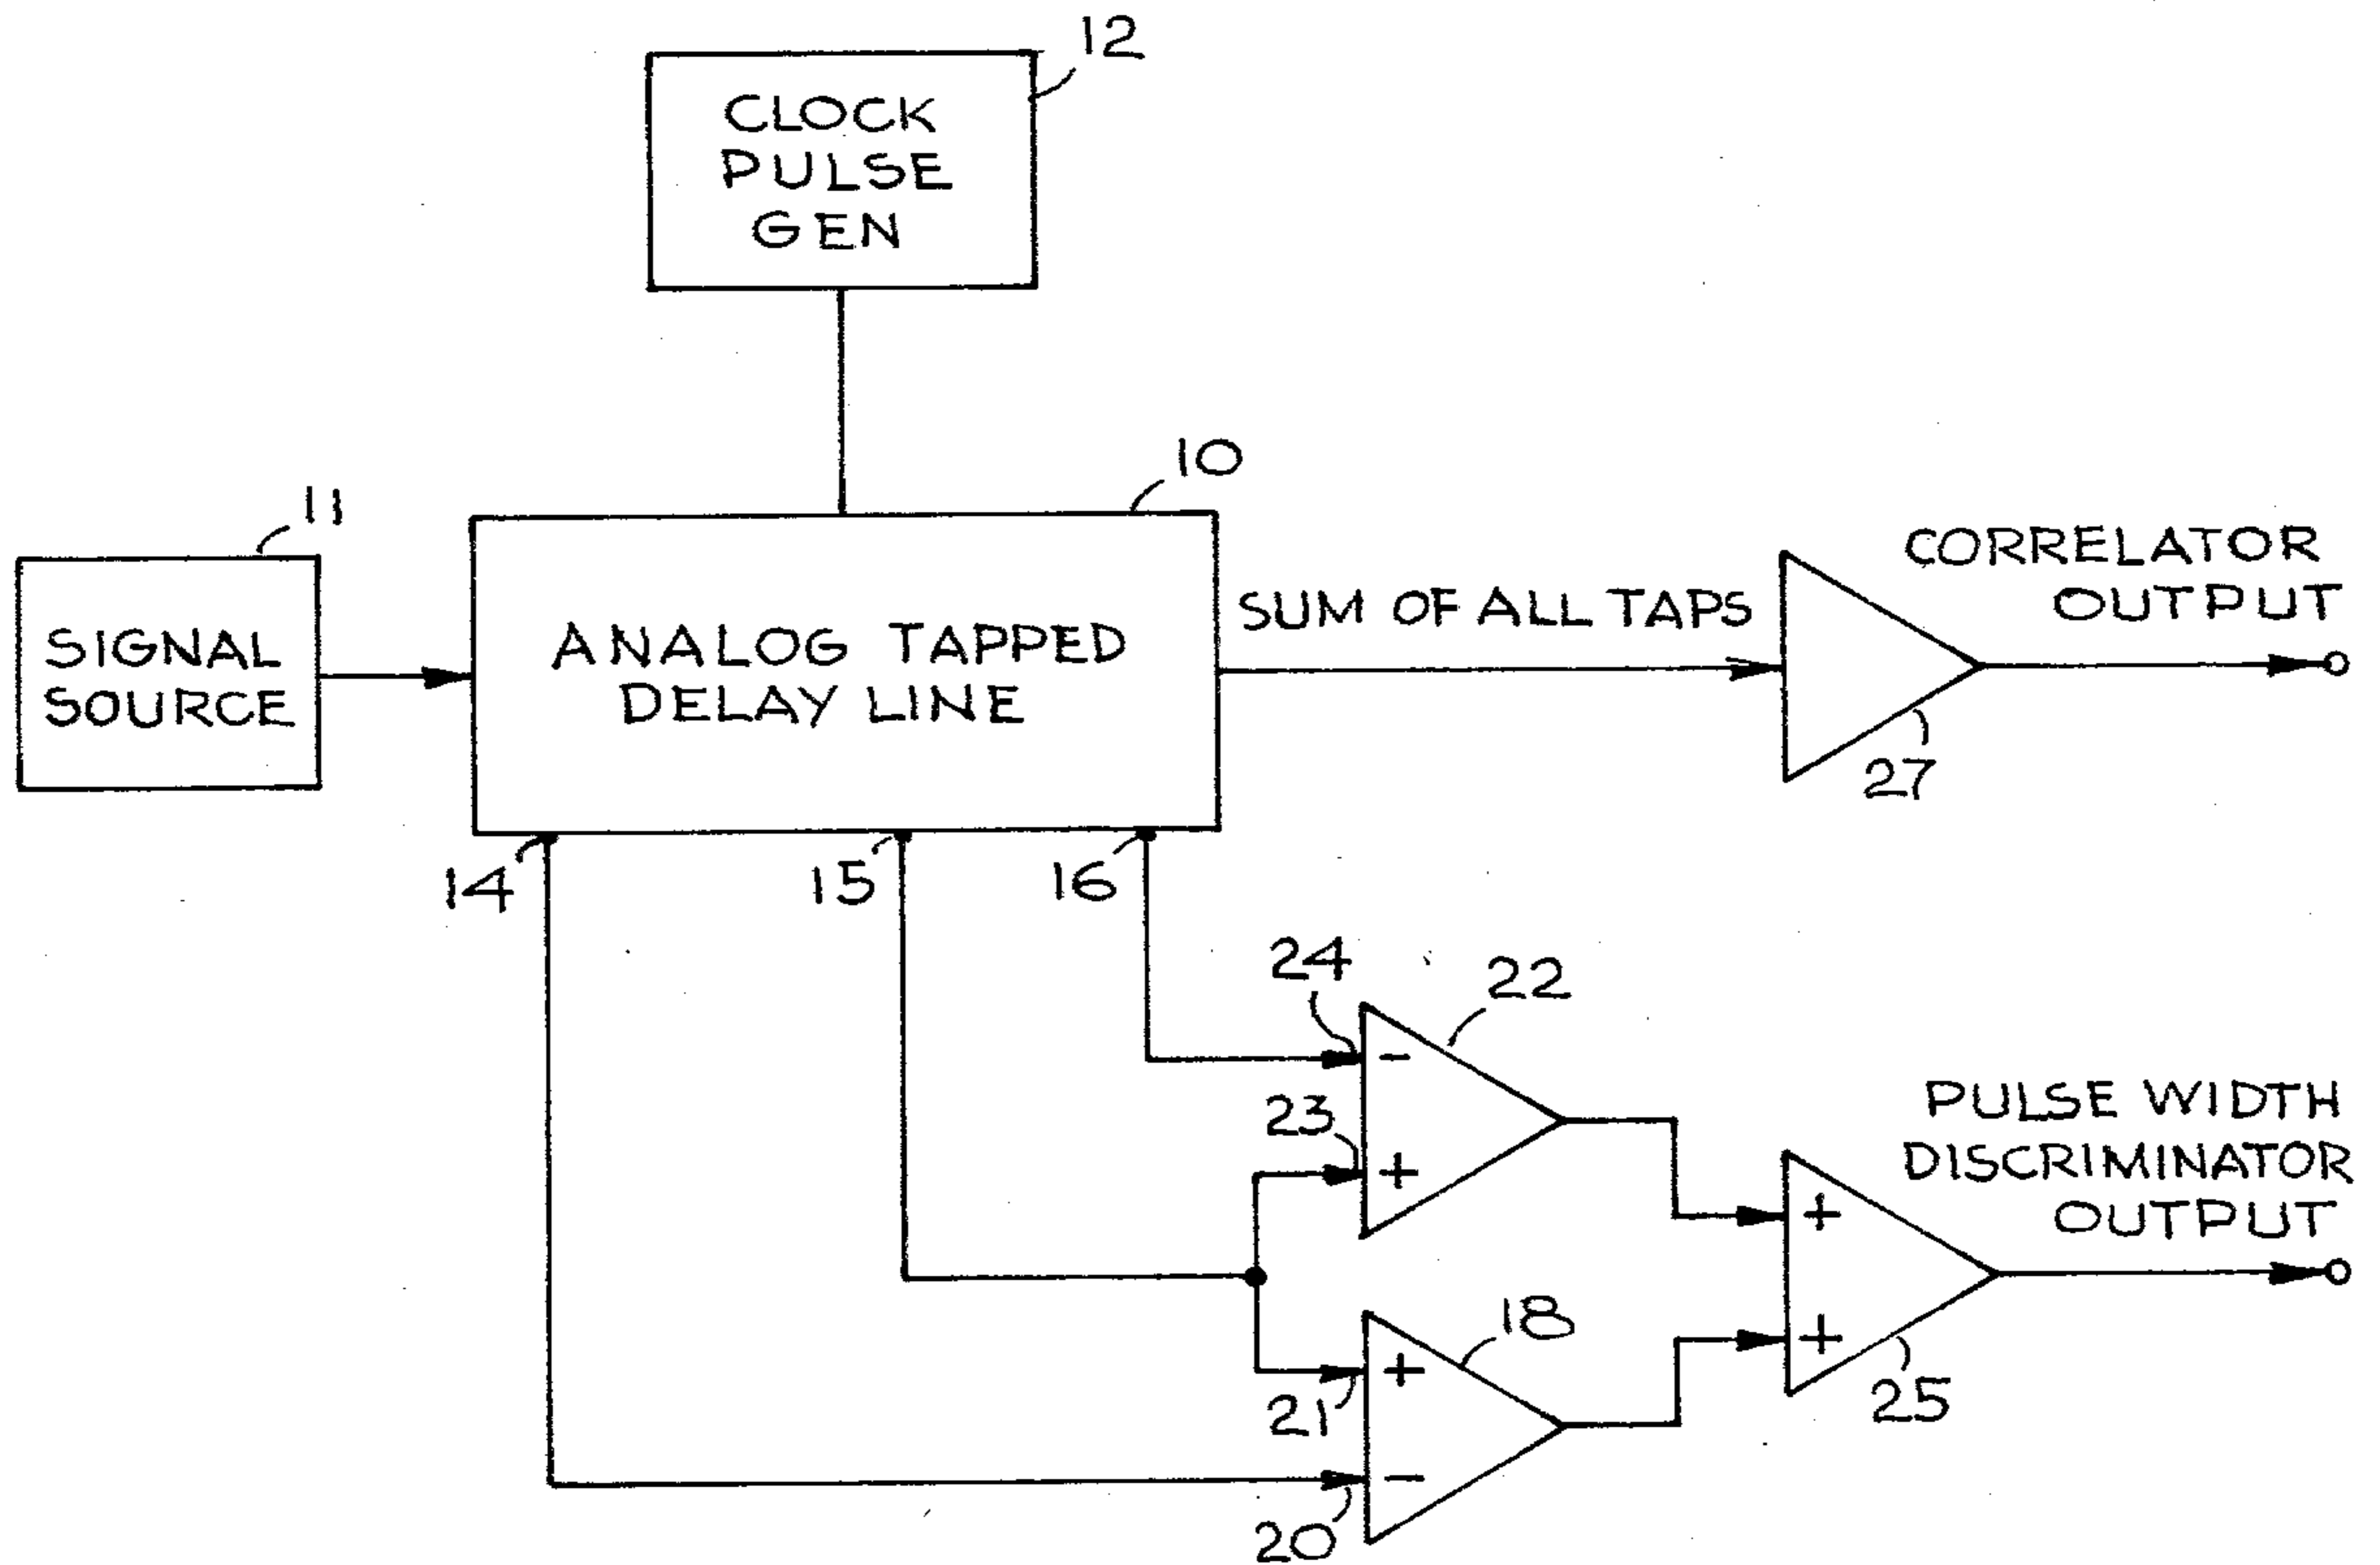 12
CLOCK
PULSE
GEN
10
11
SIGNAL
SOURCE
ANALOG TAPPED
DELAY LINE
SUM OF ALL TAPS
CORRELATOR
OUTPUT
27
14
15
16
24
22
-
23
+
PULSE WIDTH
DISCRIMINATOR
OUTPUT
+
18
+
21
+
25
-
20